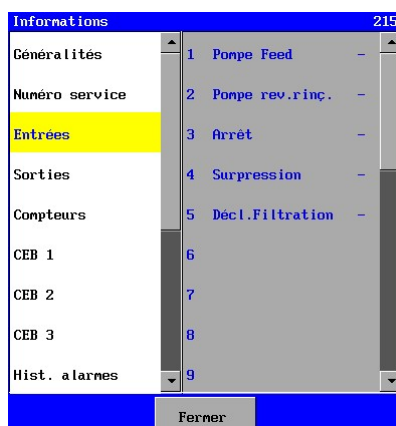 Informations 215
Généralités
Numéro service
Entrées
Sorties
Compteurs
CEB 1
CEB 2
CEB 3
Hist. alarmes
1 Pompe Feed -
2 Pompe rev.rinç. -
3 Arrêt -
4 Surpression -
5 Décl.Filtration -
6
7
8
9
Fermer